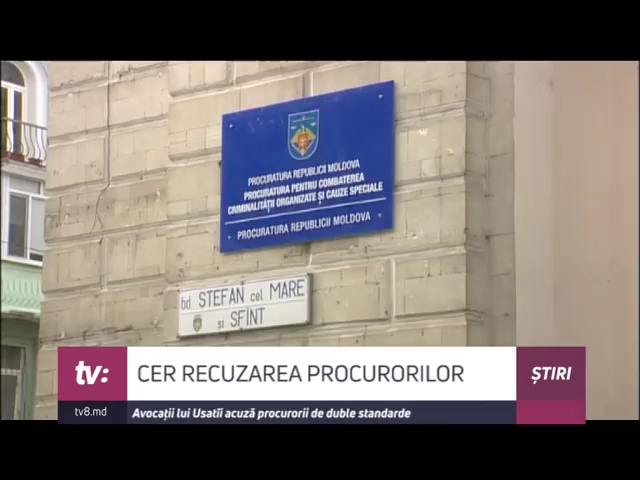 PROCURATURA REPUBLICII MOLDOVA
PROCURATURA PENTRU COMBATEREA
CRIMINALITĂȚII ORGANIZATE ȘI CAUZE SPECIALE
PROCURATURA REPUBLICII MOLDOVA
bd. ȘTEFAN cel MARE
și SFÎNT
tv:
CER RECUZAREA PROCURORILOR
ȘTIRI
tv8.md
Avocații lui Usatîi acuză procurorii de duble standarde